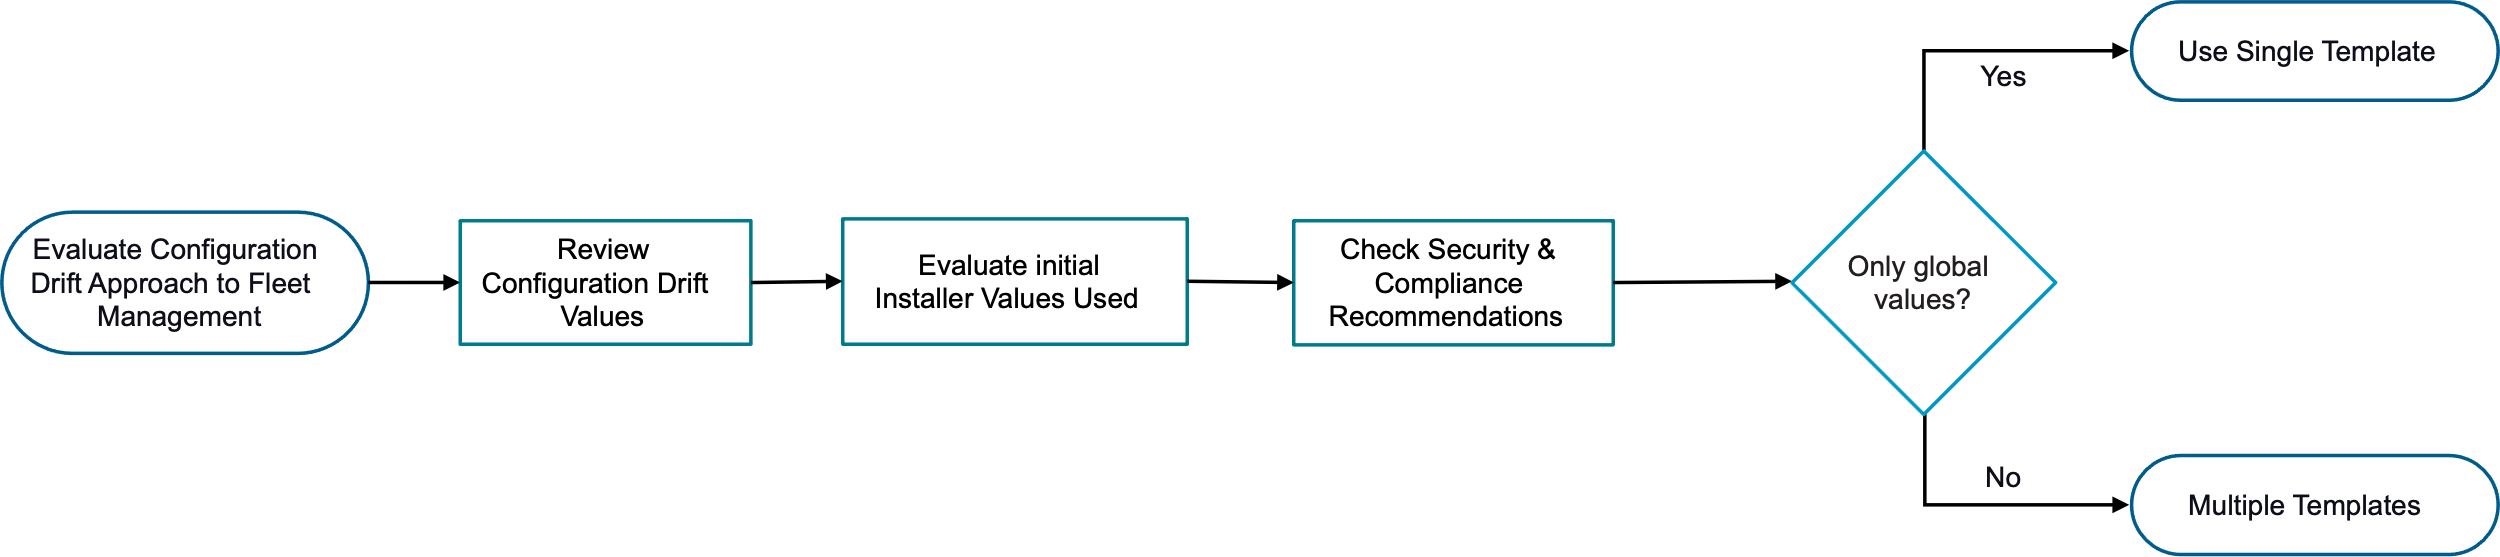 Evaluate Configuration
Drift Approach to Fleet
Management
Review
Configuration Drift
Values
Evaluate initial
Installer Values Used
Check Security &
Compliance
Recommendations
Only global
values?
Yes
Use Single Template
No
Multiple Templates